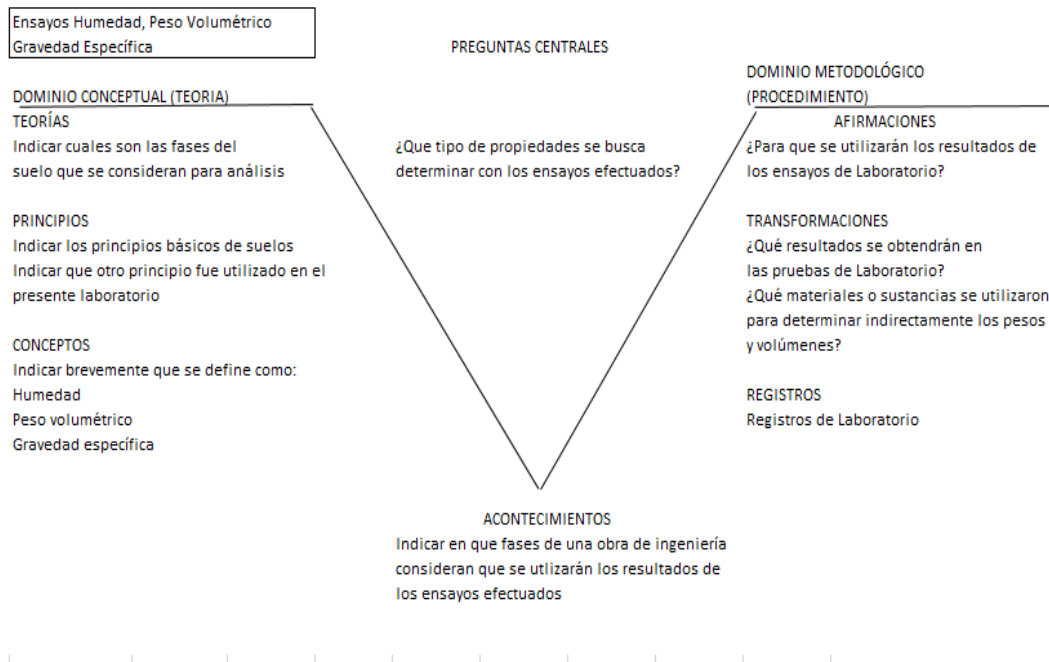 Ensayos Humedad, Peso Volumétrico
Gravedad Específica
PREGUNTAS CENTRALES
DOMINIO CONCEPTUAL (TEORIA)
TEORÍAS
Indicar cuales son las fases del
suelo que se consideran para análisis
PRINCIPIOS
Indicar los principios básicos de suelos
Indicar que otro principio fue utilizado en el
presente laboratorio
CONCEPTOS
Indicar brevemente que se define como:
Humedad
Peso volumétrico
Gravedad específica
¿Que tipo de propiedades se busca
determinar con los ensayos efectuados?
DOMINIO METODOLÓGICO
(PROCEDIMIENTO)
AFIRMACIONES
¿Para que se utilizarán los resultados de
los ensayos de Laboratorio?
TRANSFORMACIONES
¿Qué resultados se obtendrán en
las pruebas de Laboratorio?
¿Qué materiales o sustancias se utilizaron
para determinar indirectamente los pesos
y volúmenes?
REGISTROS
Registros de Laboratorio
ACONTECIMIENTOS
Indicar en que fases de una obra de ingeniería
consideran que se utlizarán los resultados de
los ensayos efectuados